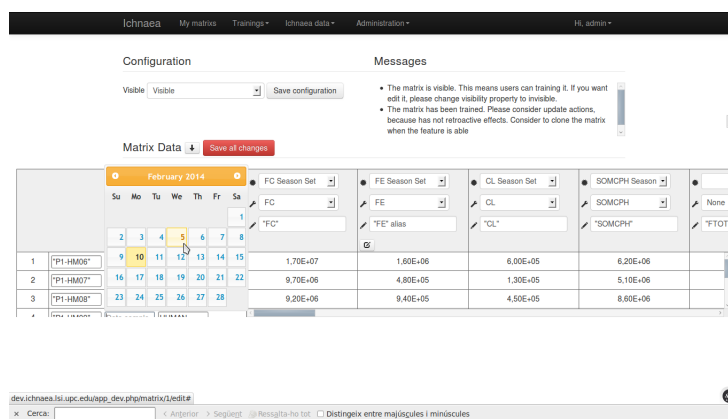 Ichnaea My matrixs Trainings Ichnaea data Administration Hi, admin
Configuration Messages
Visible Visible Save configuration
• The matrix is visible. This means users can training it. If you want
edit it, please change visibility property to invisible.
• The matrix has been trained. Please consider update actions,
because has not retroactive effects. Consider to clone the matrix
when the feature is able
Matrix Data Save all changes
February 2014
Su Mo Tu We Th Fr Sa
1
2 3 4 5 6 7 8
9 10 11 12 13 14 15
16 17 18 19 20 21 22
23 24 25 26 27 28
FC Season Set FE Season Set CL Season Set SOMCPH Season
FC FE CL SOMCPH None
"FC" "FE" alias "CL" "SOMCPH" "FTOT
1 "P1-HM06" 1,70E+07 1,60E+06 6,00E+05 6,20E+06
2 "P1-HM07" 9,70E+06 4,80E+05 1,30E+05 5,10E+06
3 "P1-HM08" 9,20E+06 9,40E+05 4,50E+05 8,60E+06
dev.ichnaea.lsi.upc.edu/app_dev.php/matrix/1/edit#
× Cerca: < Anterior > Següent Ressalta-ho tot Distingeix entre majúscules i minúscules